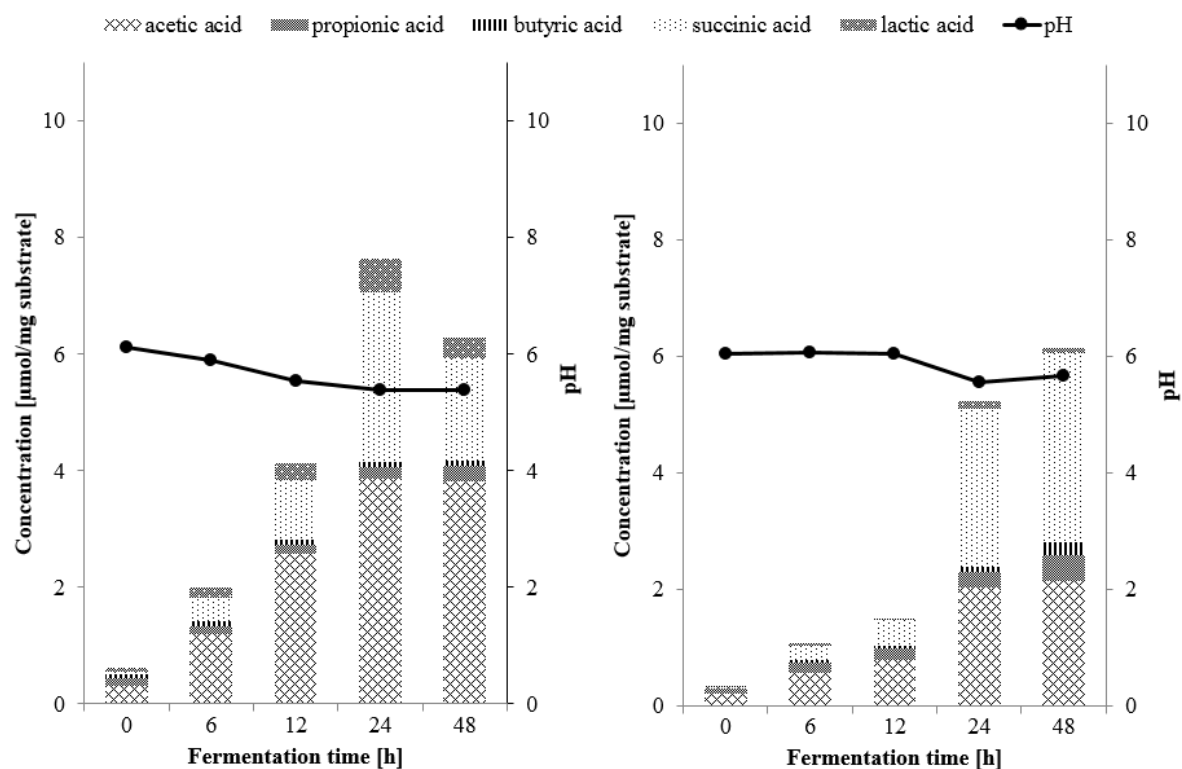 acetic acid propionic acid butyric acid succinic acid lactic acid pH
10
8
6
4
2
0
Concentration [µmol/mg substrate]
0 6 12 24 48
Fermentation time [h]
10
8
6
4
2
0
pH
10
8
6
4
2
0
Concentration [µmol/mg substrate]
0 6 12 24 48
Fermentation time [h]
10
8
6
4
2
0
pH